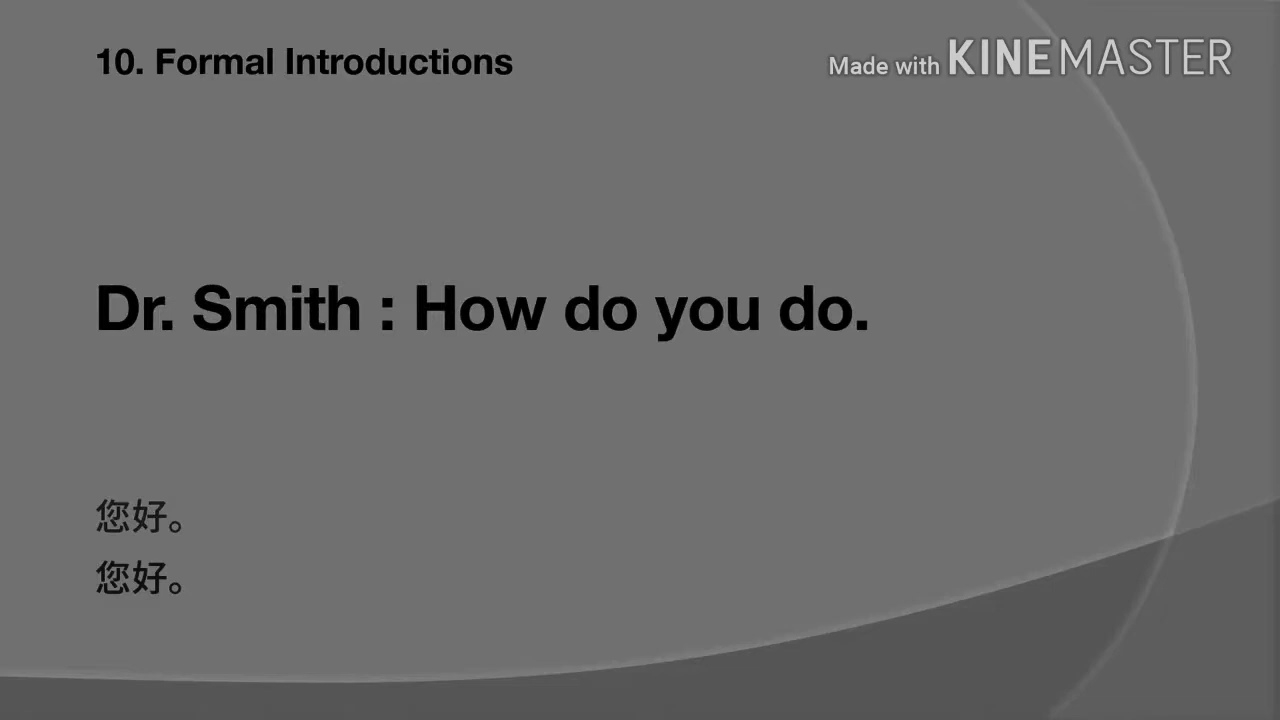 10. Formal Introductions
Made with KINEMASTER
Dr. Smith : How do you do.
您好。
您好。